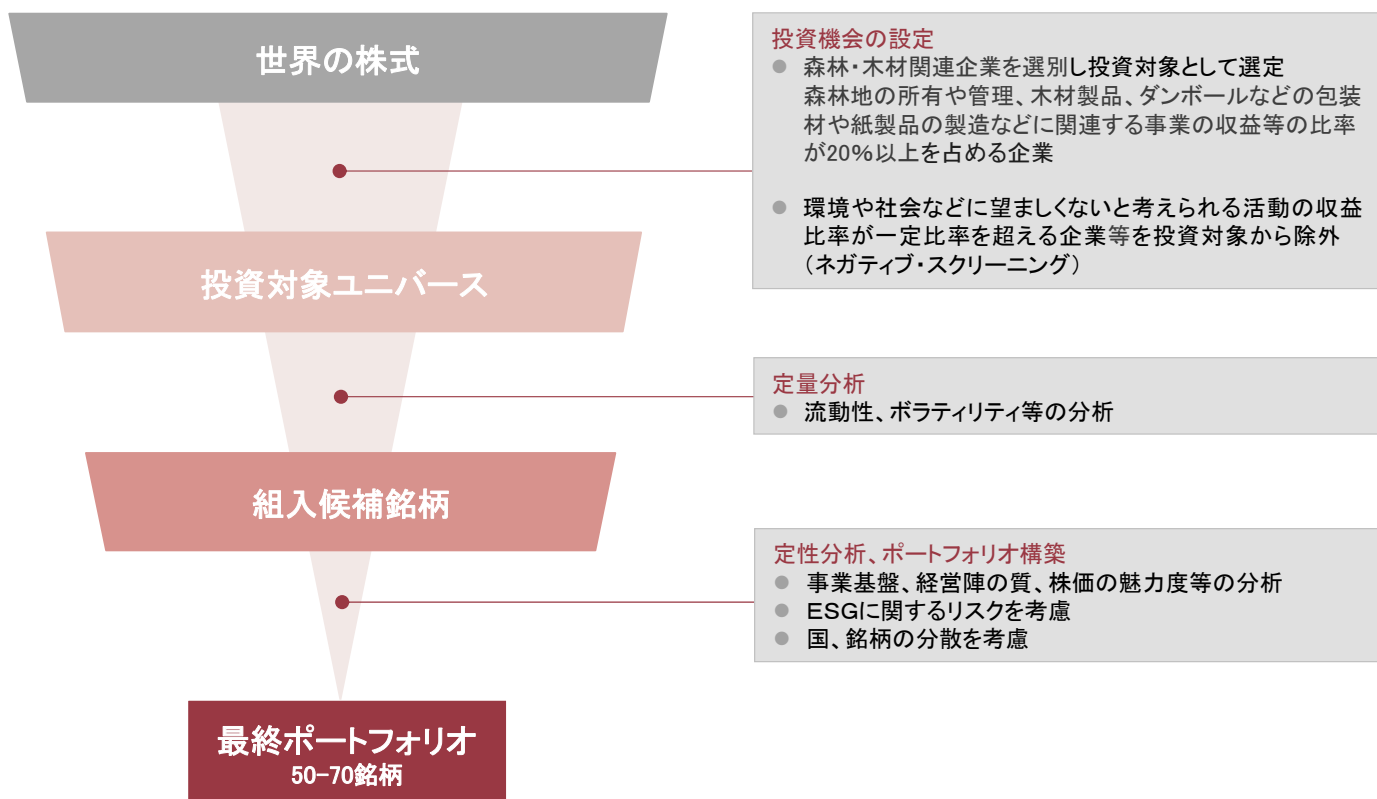 世界の株式
投資機会の設定
● 森林・木材関連企業を選別し投資対象として選定
森林地の所有や管理、木材製品、ダンボールなどの包装
材や紙製品の製造などに関連する事業の収益等の比率
が20%以上を占める企業
● 環境や社会などに望ましくないと考えられる活動の収益
比率が一定比率を超える企業等を投資対象から除外
（ネガティブ・スクリーニング）
投資対象ユニバース
定量分析
● 流動性、ボラティリティ等の分析
組入候補銘柄
定性分析、ポートフォリオ構築
● 事業基盤、経営陣の質、株価の魅力度等の分析
● ESGに関するリスクを考慮
● 国、銘柄の分散を考慮
最終ポートフォリオ
50-70銘柄